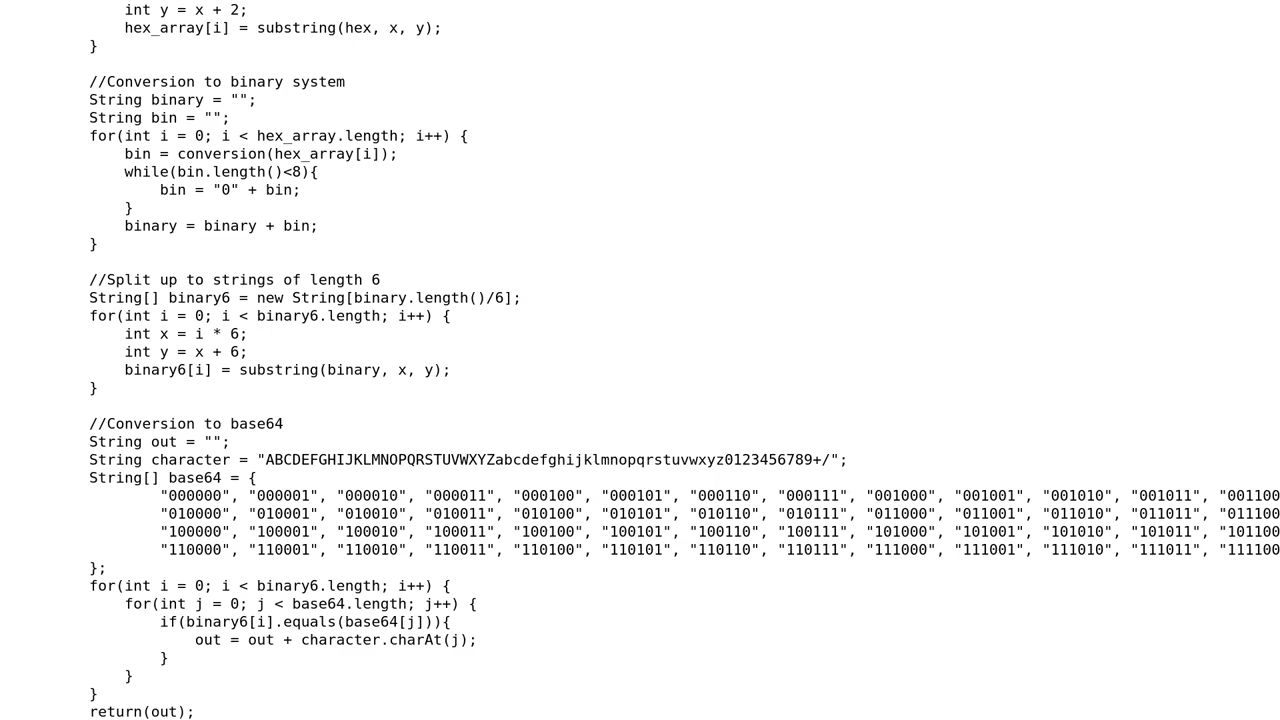 int y = x + 2;
hex_array[i] = substring(hex, x, y);
}
//Conversion to binary system
String binary = "";
String bin = "";
for(int i = 0; i < hex_array.length; i++) {
bin = conversion(hex_array[i]);
while(bin.length()<8){
bin = "0" + bin;
}
binary = binary + bin;
}
//Split up to strings of length 6
String[] binary6 = new String[binary.length()/6];
for(int i = 0; i < binary6.length; i++) {
int x = i * 6;
int y = x + 6;
binary6[i] = substring(binary, x, y);
}
//Conversion to base64
String out = "";
String character = "ABCDEFGHIJKLMNOPQRSTUVWXYZabcdefghijklmnopqrstuvwxyz0123456789+/";
String[] base64 = {
"000000", "000001", "000010", "000011", "000100", "000101", "000110", "000111", "001000", "001001", "001010", "001011", "001100
"010000", "010001", "010010", "010011", "010100", "010101", "010110", "010111", "011000", "011001", "011010", "011011", "011100
"100000", "100001", "100010", "100011", "100100", "100101", "100110", "100111", "101000", "101001", "101010", "101011", "101100
"110000", "110001", "110010", "110011", "110100", "110101", "110110", "110111", "111000", "111001", "111010", "111011", "111100
};
for(int i = 0; i < binary6.length; i++) {
for(int j = 0; j < base64.length; j++) {
if(binary6[i].equals(base64[j])){
out = out + character.charAt(j);
}
}
}
return(out);